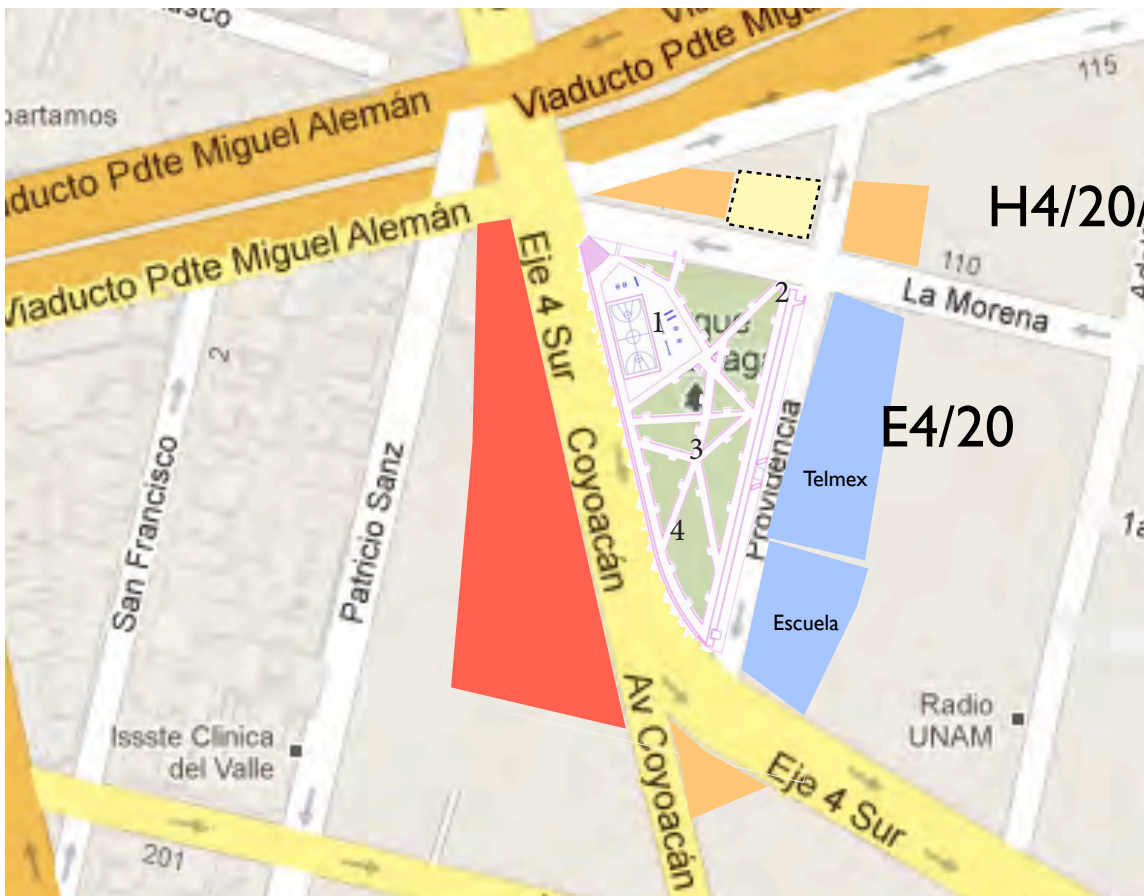 Viaducto Pdte Miguel Alemán
Viaducto Pdte
115
Viaducto Pdte Miguel Alemán
H4/20/
110
La Morena
Eje 4 Sur
1
2
2
Providencia
E4/20
Telmex
3
4
Coyoacán
San Francisco
Patricio Sanz
Escuela
Radio
UNAM
Issste Clinica
del Valle
Av Coyoacán
Eje 4 Sur
201